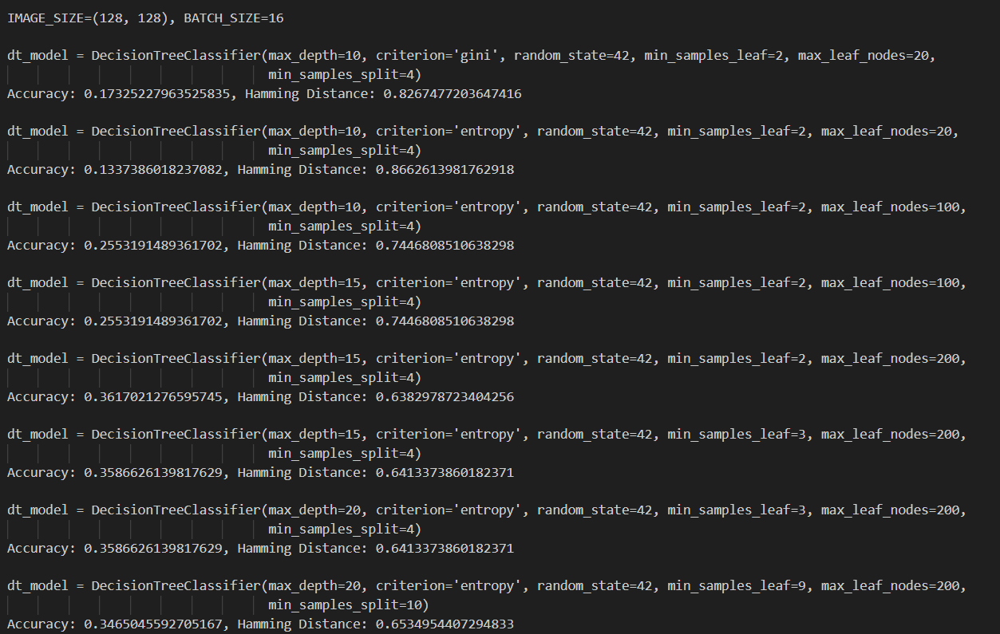 IMAGE_SIZE=(128, 128), BATCH_SIZE=16
dt_model = DecisionTreeClassifier(max_depth=10, criterion='gini', random_state=42, min_samples_leaf=2, max_leaf_nodes=20,
min_samples_split=4)
Accuracy: 0.17325227963525835, Hamming Distance: 0.8267477203647416
dt_model = DecisionTreeClassifier(max_depth=10, criterion='entropy', random_state=42, min_samples_leaf=2, max_leaf_nodes=20,
min_samples_split=4)
Accuracy: 0.1337386018237082, Hamming Distance: 0.8662613981762918
dt_model = DecisionTreeClassifier(max_depth=10, criterion='entropy', random_state=42, min_samples_leaf=2, max_leaf_nodes=100,
min_samples_split=4)
Accuracy: 0.2553191489361702, Hamming Distance: 0.7446808510638298
dt_model = DecisionTreeClassifier(max_depth=15, criterion='entropy', random_state=42, min_samples_leaf=2, max_leaf_nodes=100,
min_samples_split=4)
Accuracy: 0.2553191489361702, Hamming Distance: 0.7446808510638298
dt_model = DecisionTreeClassifier(max_depth=15, criterion='entropy', random_state=42, min_samples_leaf=2, max_leaf_nodes=200,
min_samples_split=4)
Accuracy: 0.3617021276595745, Hamming Distance: 0.6382978723404256
dt_model = DecisionTreeClassifier(max_depth=15, criterion='entropy', random_state=42, min_samples_leaf=3, max_leaf_nodes=200,
min_samples_split=4)
Accuracy: 0.3586626139817629, Hamming Distance: 0.6413373860182371
dt_model = DecisionTreeClassifier(max_depth=20, criterion='entropy', random_state=42, min_samples_leaf=3, max_leaf_nodes=200,
min_samples_split=4)
Accuracy: 0.3586626139817629, Hamming Distance: 0.6413373860182371
dt_model = DecisionTreeClassifier(max_depth=20, criterion='entropy', random_state=42, min_samples_leaf=9, max_leaf_nodes=200,
min_samples_split=10)
Accuracy: 0.3465045592705167, Hamming Distance: 0.6534954407294833